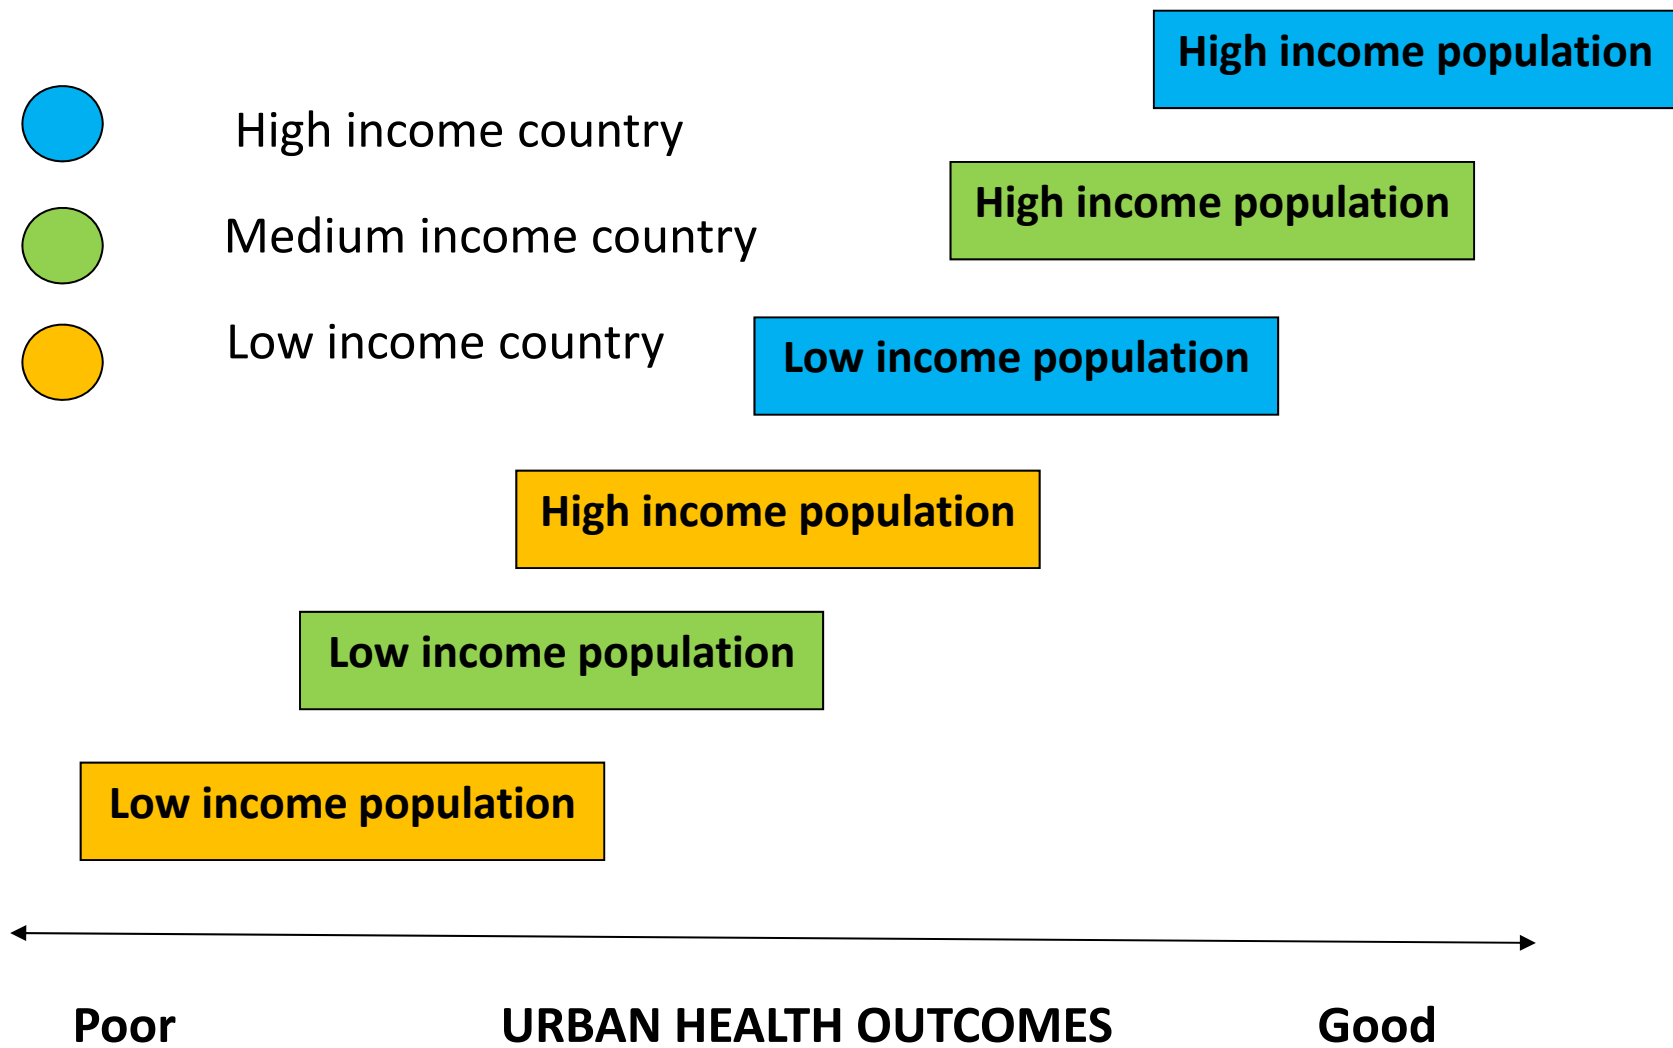 High income population
High income country
High income population
Medium income country
Low income country
Low income population
High income population
Low income population
Low income population
Poor URBAN HEALTH OUTCOMES Good